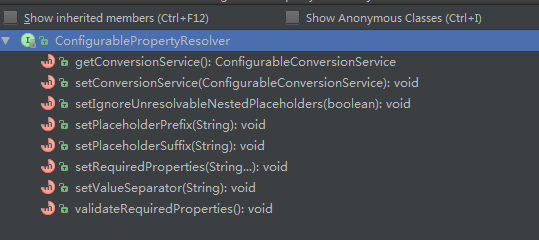 Show inherited members (Ctrl+F12) Show Anonymous Classes (Ctrl+I)
ConfigurablePropertyResolver
getConversionService(): ConfigurableConversionService
setConversionService(ConfigurableConversionService): void
setIgnoreUnresolvableNestedPlaceholders(boolean): void
setPlaceholderPrefix(String): void
setPlaceholderSuffix(String): void
setRequiredProperties(String...): void
setValueSeparator(String): void
validateRequiredProperties(): void